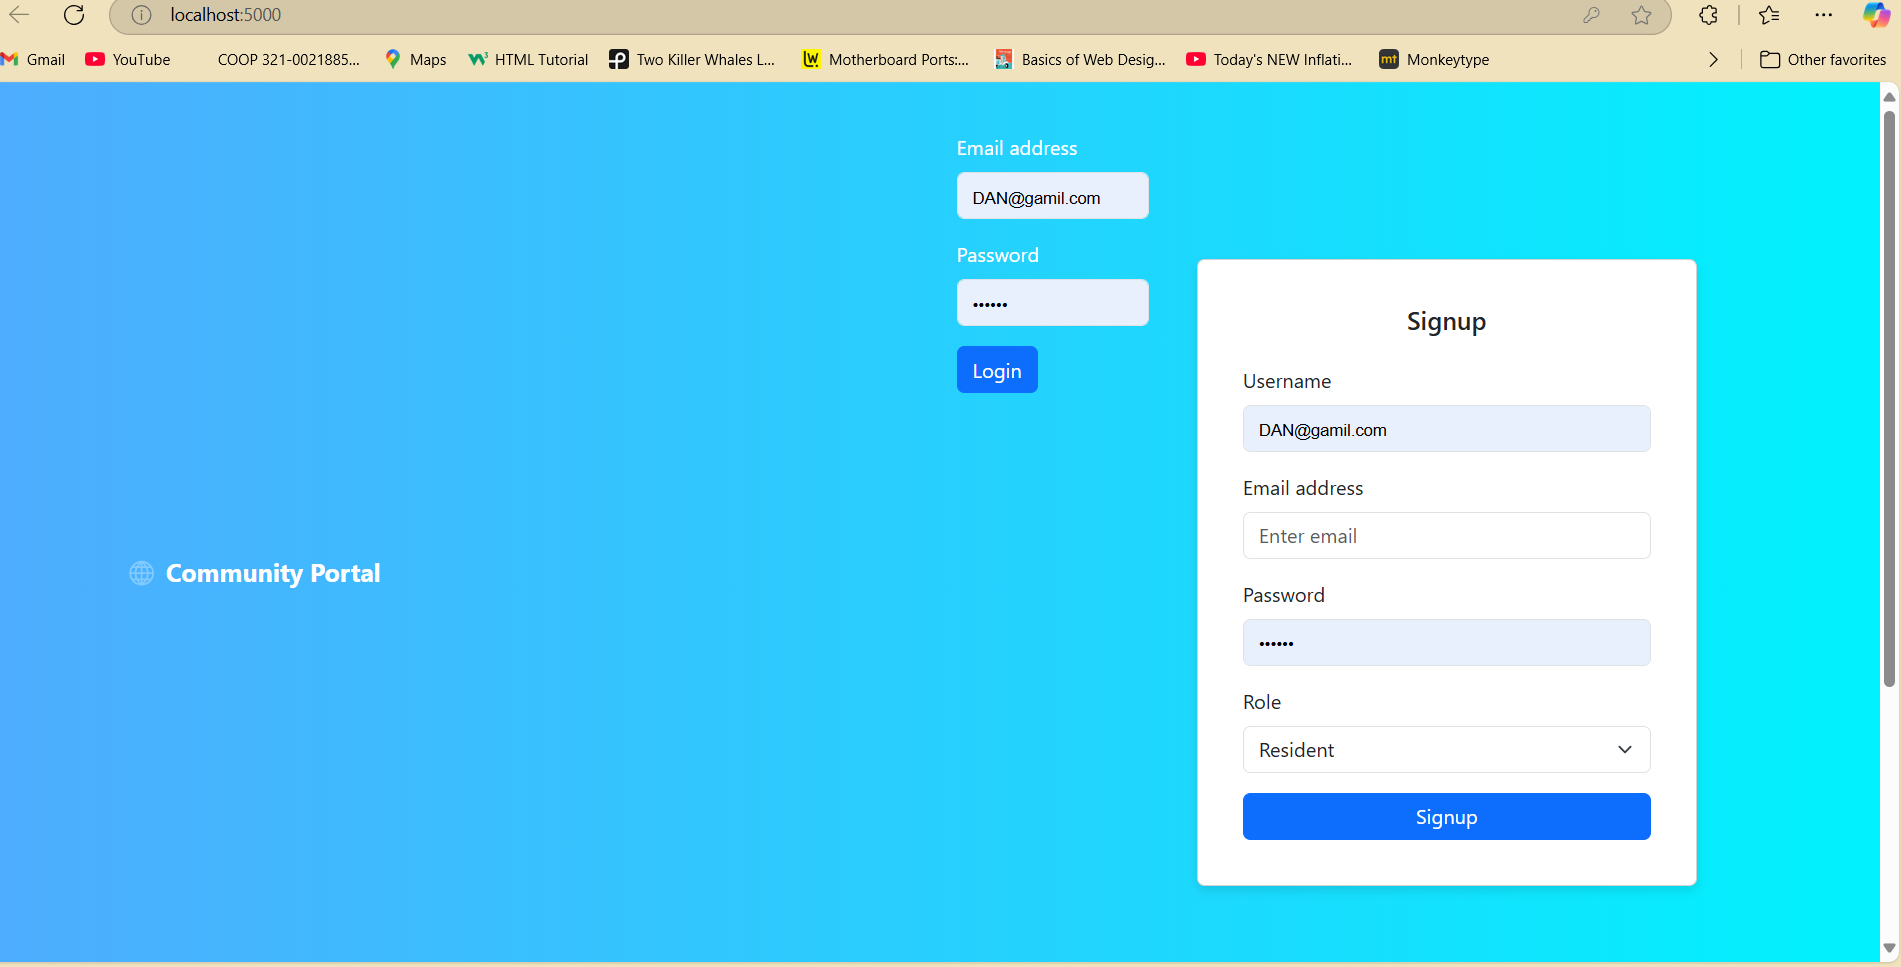 localhost:5000
Gmail YouTube COOP 321-0021885... Maps HTML Tutorial Two Killer Whales L... Motherboard Ports:... Basics of Web Desig... Today's NEW Inflati... mt Monkeytype Other favorites
Email address
DAN@gamil.com
Password
••••••
Login
Community Portal
Signup
Username
DAN@gamil.com
Email address
Enter email
Password
••••••
Role
Resident
Signup